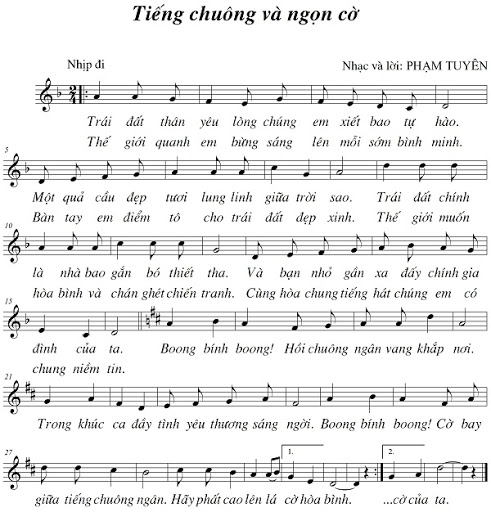 Tiếng chuông và ngọn cờ
Nhịp đi
Nhạc và lời: PHẠM TUYÊN
2 4
Trái đất thân yêu lòng chúng em xiết bao tự hào.
Thế giới quanh em bừng sáng lên mỗi sớm bình minh.
5
Một quả cầu đẹp tươi lung linh giữa trời sao. Trái đất chính
Bàn tay em điểm tô cho trái đất đẹp xinh. Thế giới muốn
10
là nhà bao gắn bó thiết tha. Và bạn nhỏ gần xa đấy chính gia
hòa bình và chán ghét chiến tranh. Cùng hòa chung tiếng hát chúng em có
15
đình của ta. Boong bính boong! Hồi chuông ngân vang khắp nơi.
chung niềm tin.
21
Trong khúc ca đầy tình yêu thương sáng ngời. Boong bính boong! Cờ bay
27
1.
2.
giữa tiếng chuông ngân. Hãy phất cao lên lá cờ hòa bình. ...cờ của ta.